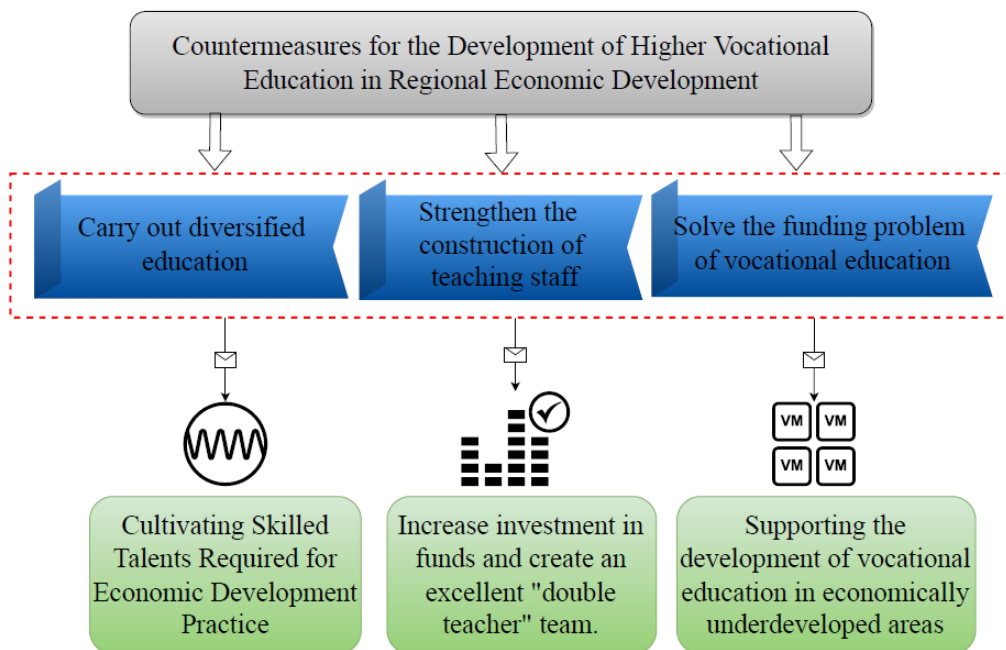 Countermeasures for the Development of Higher Vocational
Education in Regional Economic Development
Carry out diversified
education
Strengthen the
construction of
teaching staff
Solve the funding problem
of vocational education
VM VM
VM VM
Cultivating Skilled
Talents Required for
Economic Development
Practice
Increase investment in
funds and create an
excellent "double
teacher" team.
Supporting the
development of vocational
education in economically
underdeveloped areas